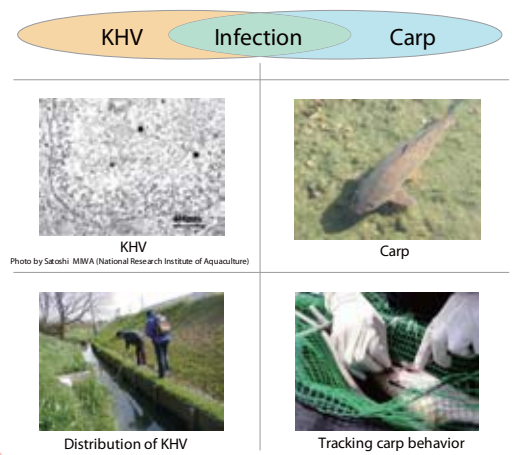 KHV Infection Carp
KHV
Photo by Satoshi MIWA (National Research Institute of Aquaculture)
Carp
Distribution of KHV
Tracking carp behavior